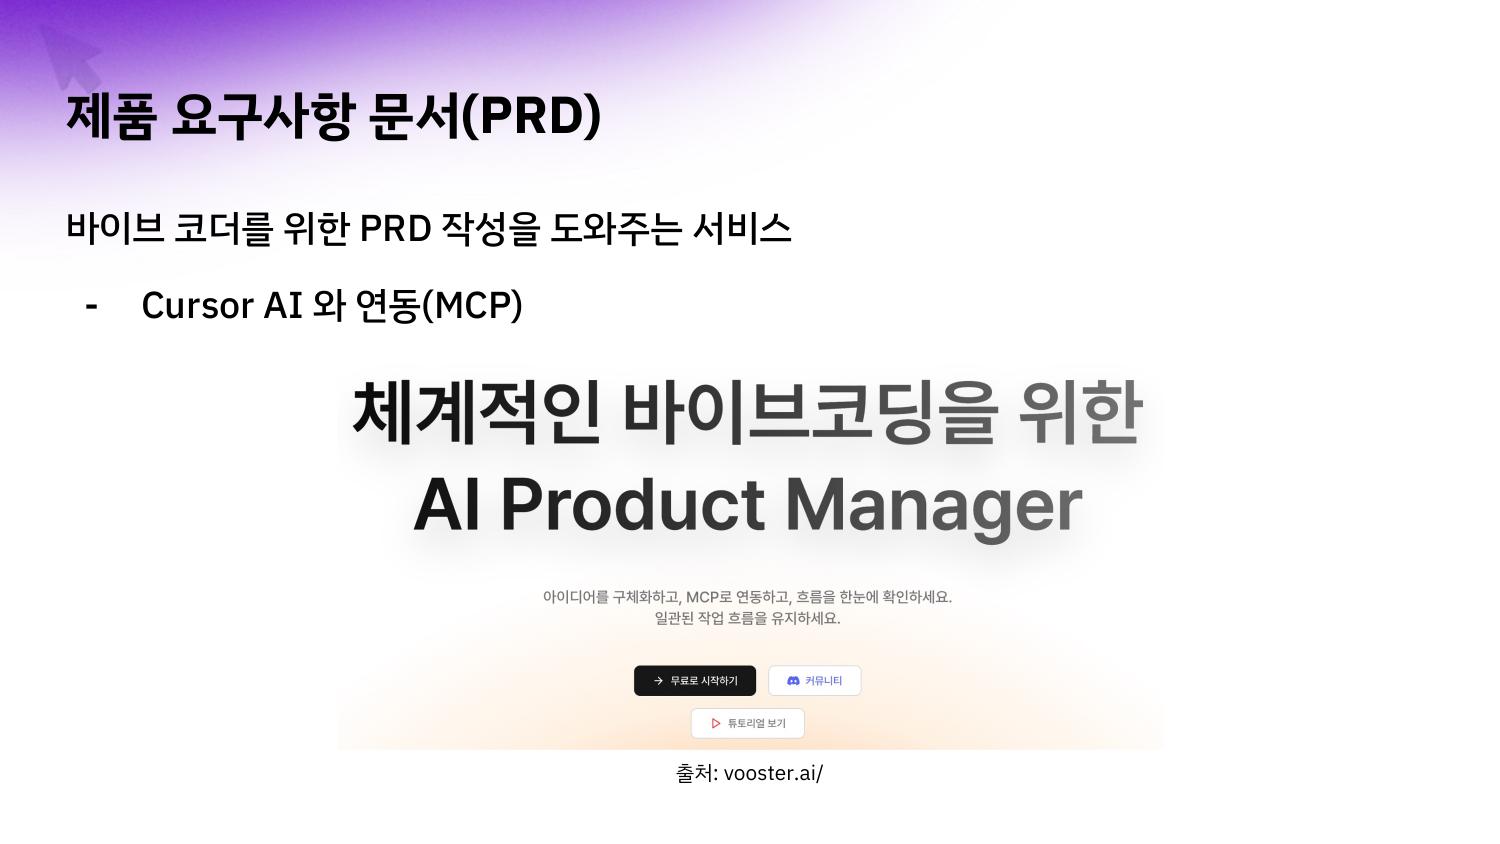 제품 요구사항 문서(PRD)
바이브 코더를 위한 PRD 작성을 도와주는 서비스
- Cursor AI 와 연동(MCP)
체계적인 바이브코딩을 위한
AI Product Manager
아이디어를 구체화하고, MCP로 연동하고, 흐름을 한눈에 확인하세요.
일관된 작업 흐름을 유지하세요.
→ 무료로 시작하기
커뮤니티
튜토리얼 보기
출처: vooster.ai/